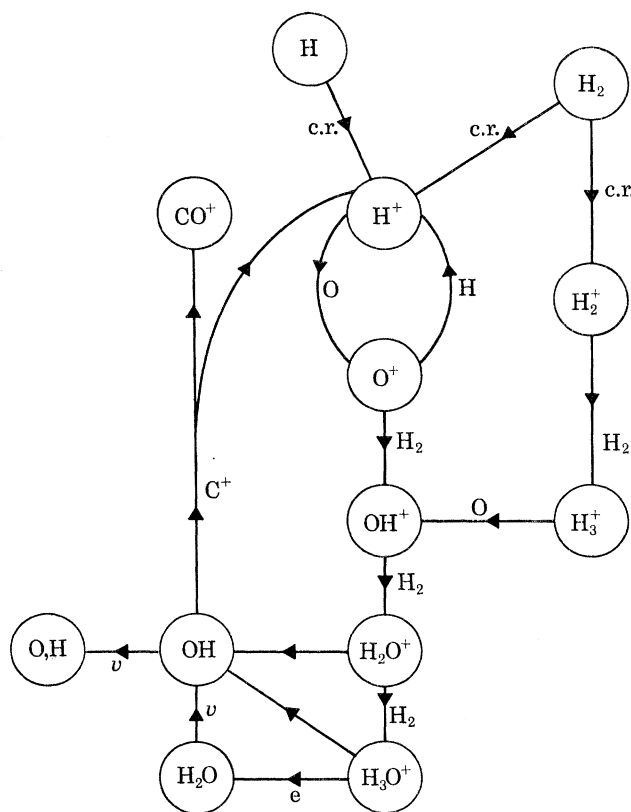 H
H₂
c.r.
c.r.
CO⁺
H⁺
c.r.
O
H
H₂⁺
O⁺
H₂
H₂
C⁺
OH⁺
O
H₃⁺
H₂
O,H
υ
OH
H₂O⁺
υ
H₂
H₂O
e
H₃O⁺